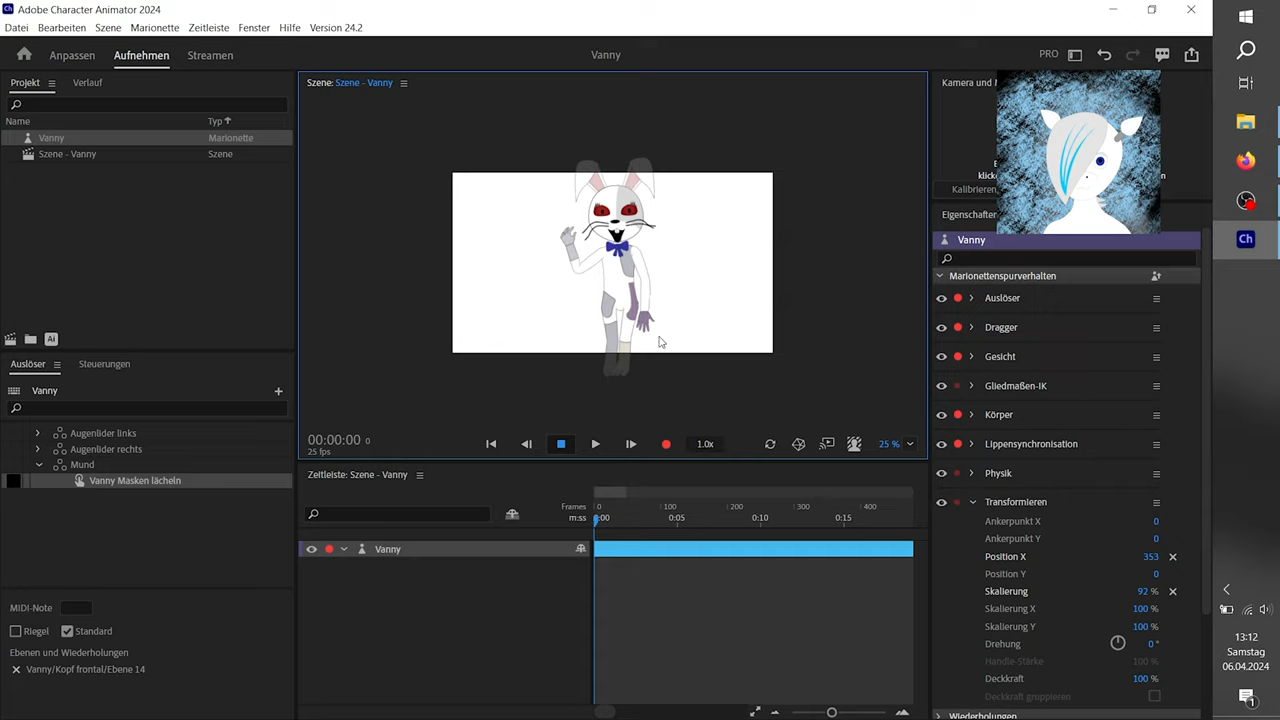 Adobe Character Animator 2024
Datei Bearbeiten Szene Marionette Zeitleiste Fenster Hilfe Version 24.2
Anpassen Aufnehmen Streamen
Vanny
PRO
Projekt Verlauf
Name Typ
Vanny Marionette
Szene - Vanny Szene
Ai
Auslöser Steuerungen
Vanny
Augenlider links
Augenlider rechts
Mund
Vanny Masken lächeln
MIDI-Note
Riegel Standard
Ebenen und Wiederholungen
Vanny/Kopf frontal/Ebene 14
Szene: Szene - Vanny
00:00:00 0
25 fps
1.0x
25 %
Zeitleiste: Szene - Vanny
Frames 0 100 200 300 400
m:ss 0:00 0:05 0:10 0:15
Vanny
Kamera und
klicke
Kalibrieren
Eigenschaften
Vanny
Marionettenspurverhalten
Auslöser
Dragger
Gesicht
Gliedmaßen-IK
Körper
Lippensynchronisation
Physik
Transformieren
Ankerpunkt X 0
Ankerpunkt Y 0
Position X 353
Position Y 0
Skalierung 92 %
Skalierung X 100 %
Skalierung Y 100 %
Drehung 0 °
Handle-Stärke 100 %
Deckkraft 100 %
Deckkraft gruppieren
Wiederholungen
Ch
13:12
Samstag
06.04.2024
1